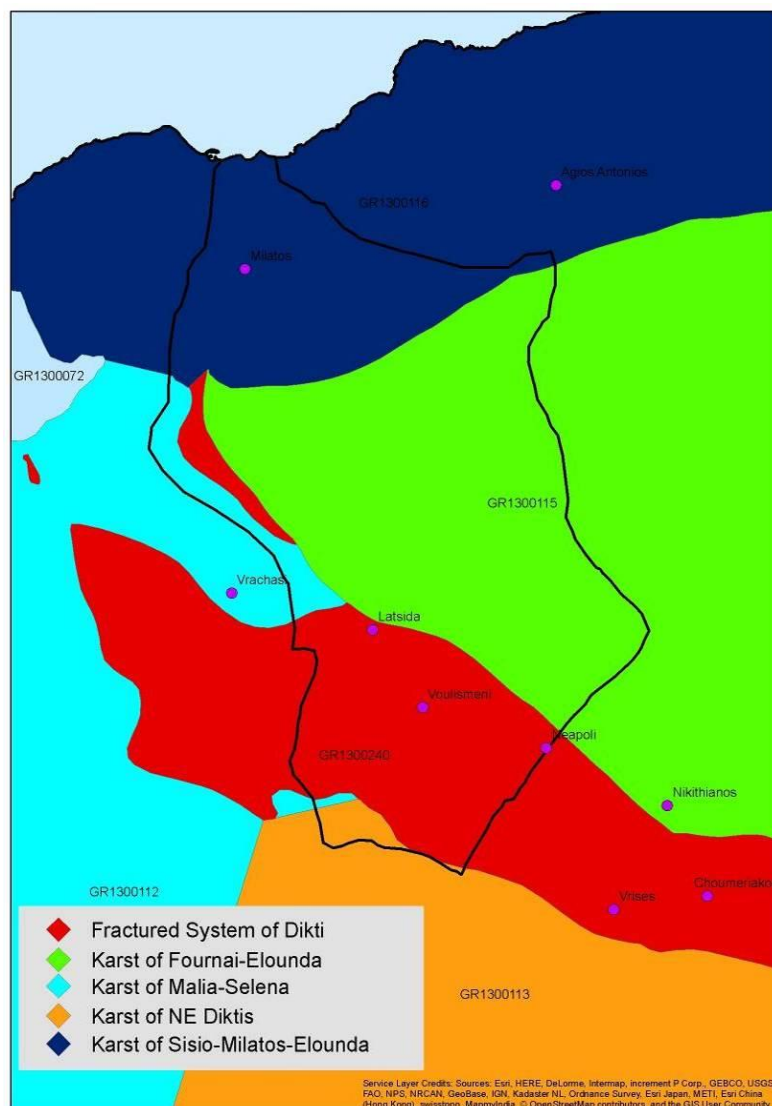 Agios Antonios
GR1300116
Milatos
GR1300072
GR1300115
Vrachasi
Latsida
Voulismeni
Neapoli
GR1300240
Nikithianos
GR1300112
Choumeriako
Vrises
Fractured System of Dikti
Karst of Fournai-Elounda
Karst of Malia-Selena
Karst of NE Diktis
Karst of Sisio-Milatos-Elounda
GR1300113
Service Layer Credits: Sources: Esri, HERE, DeLorme, Intermap, increment P Corp., GEBCO, USGS
FAO, NPS, NRCAN, GeoBase, IGN, Kadaster NL, Ordnance Survey, Esri Japan, METI, Esri China
(Hong Kong), swisstopo, MapmyIndia, © OpenStreetMap contributors, and the GIS User Community